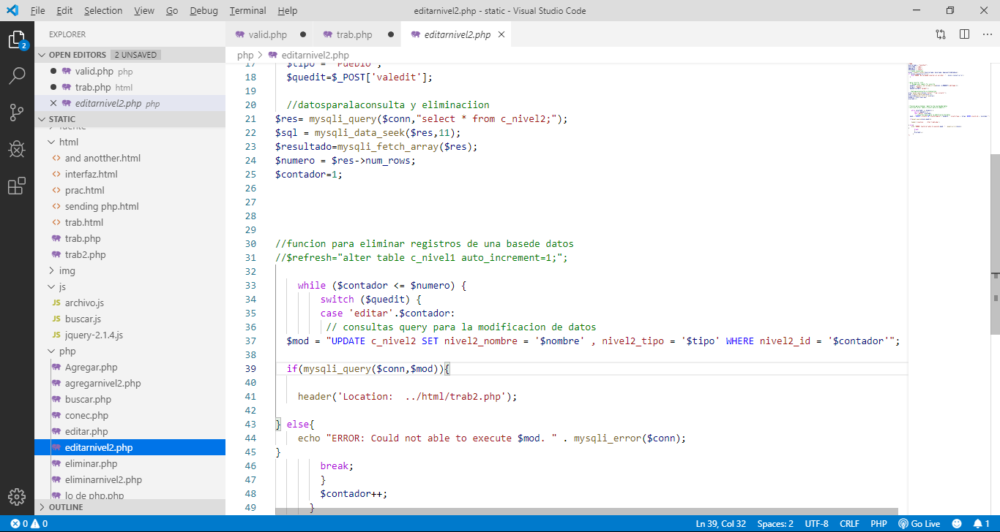 File Edit Selection View Go Debug Terminal Help editarnivel2.php - static - Visual Studio Code
EXPLORER
OPEN EDITORS 2 UNSAVED
valid.php php
trab.php html
editarnivel2.php php
STATIC
fuente
html
and anotther.html
interfaz.html
prac.html
sending php.html
trab.html
trab.php
trab2.php
img
js
JS archivo.js
JS buscar.js
JS jquery-2.1.4.js
php
Agregar.php
agregarnivel2.php
buscar.php
conec.php
editar.php
editarnivel2.php
eliminar.php
eliminarnivel2.php
lo de php.php
OUTLINE
2
valid.php trab.php editarnivel2.php
php > editarnivel2.php
17 $tipo = "Pueblo";
18 $quedit=$_POST['valedit'];
19
20 //datosparalaconsulta y eliminaciion
21 $res= mysqli_query($conn,"select * from c_nivel2;");
22 $sql = mysqli_data_seek($res,11);
23 $resultado=mysqli_fetch_array($res);
24 $numero = $res->num_rows;
25 $contador=1;
26
27
28
29
30 //funcion para eliminar registros de una basede datos
31 //$refresh="alter table c_nivel1 auto_increment=1;";
32
33 while ($contador <= $numero) {
34 switch ($quedit) {
35 case 'editar'.$contador:
36 // consultas query para la modificacion de datos
37 $mod = "UPDATE c_nivel2 SET nivel2_nombre = '$nombre' , nivel2_tipo = '$tipo' WHERE nivel2_id = '$contador'";
38
39 if(mysqli_query($conn,$mod)){
40
41 header('Location:  ../html/trab2.php');
42
43 } else{
44 echo "ERROR: Could not able to execute $mod. " . mysqli_error($conn);
45 }
46 break;
47 }
48 $contador++;
49 }
0 0 Ln 39, Col 32 Spaces: 2 UTF-8 CRLF PHP Go Live 1